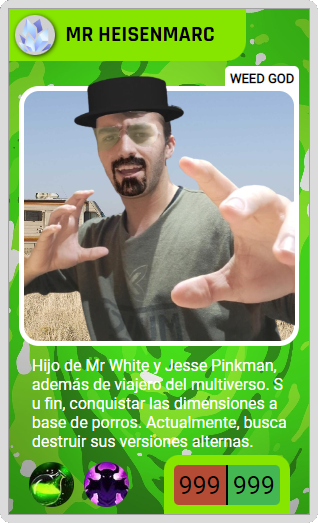 MR HEISENMARC
WEED GOD
Hijo de Mr White y Jesse Pinkman,
además de viajero del multiverso. S
u fin, conquistar las dimensiones a
base de porros. Actualmente, busca
destruir sus versiones alternas.
999 999